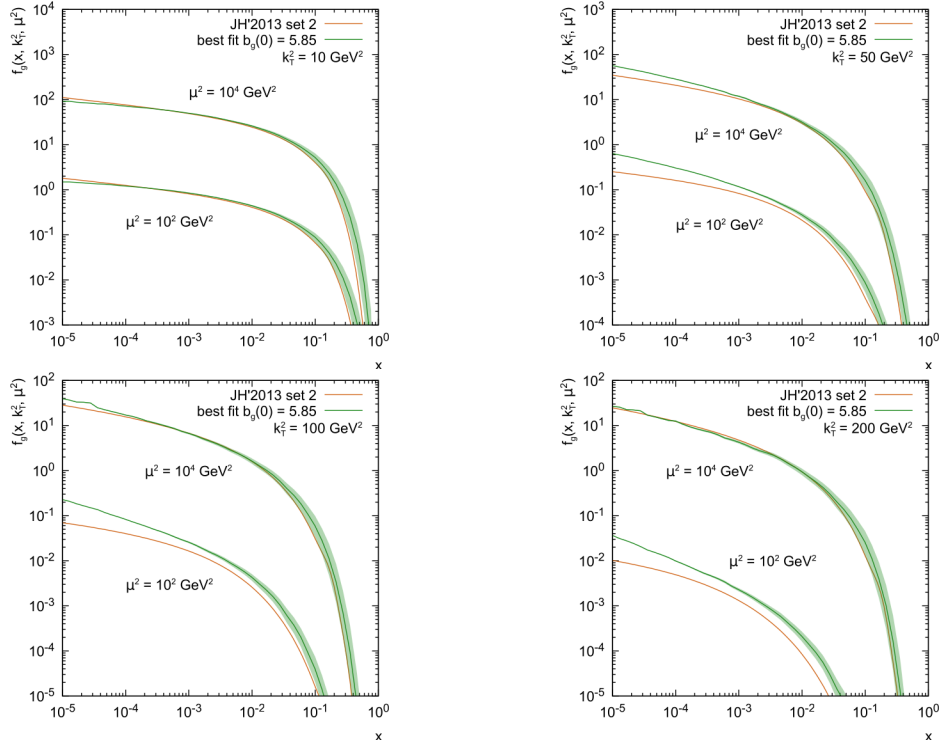 JH'2013 set 2
best fit b_g(0) = 5.85
k_T^2 = 10 GeV^2
f_g(x, k_T^2, μ^2)
10^4
10^3
10^2
10^1
10^0
10^-1
10^-2
10^-3
μ^2 = 10^4 GeV^2
μ^2 = 10^2 GeV^2
10^-5 10^-4 10^-3 10^-2 10^-1 10^0
x
JH'2013 set 2
best fit b_g(0) = 5.85
k_T^2 = 50 GeV^2
f_g(x, k_T^2, μ^2)
10^3
10^2
10^1
10^0
10^-1
10^-2
10^-3
10^-4
μ^2 = 10^4 GeV^2
μ^2 = 10^2 GeV^2
10^-5 10^-4 10^-3 10^-2 10^-1 10^0
x
JH'2013 set 2
best fit b_g(0) = 5.85
k_T^2 = 100 GeV^2
f_g(x, k_T^2, μ^2)
10^2
10^1
10^0
10^-1
10^-2
10^-3
10^-4
10^-5
μ^2 = 10^4 GeV^2
μ^2 = 10^2 GeV^2
10^-5 10^-4 10^-3 10^-2 10^-1 10^0
x
JH'2013 set 2
best fit b_g(0) = 5.85
k_T^2 = 200 GeV^2
f_g(x, k_T^2, μ^2)
10^2
10^1
10^0
10^-1
10^-2
10^-3
10^-4
10^-5
μ^2 = 10^4 GeV^2
μ^2 = 10^2 GeV^2
10^-5 10^-4 10^-3 10^-2 10^-1 10^0
x